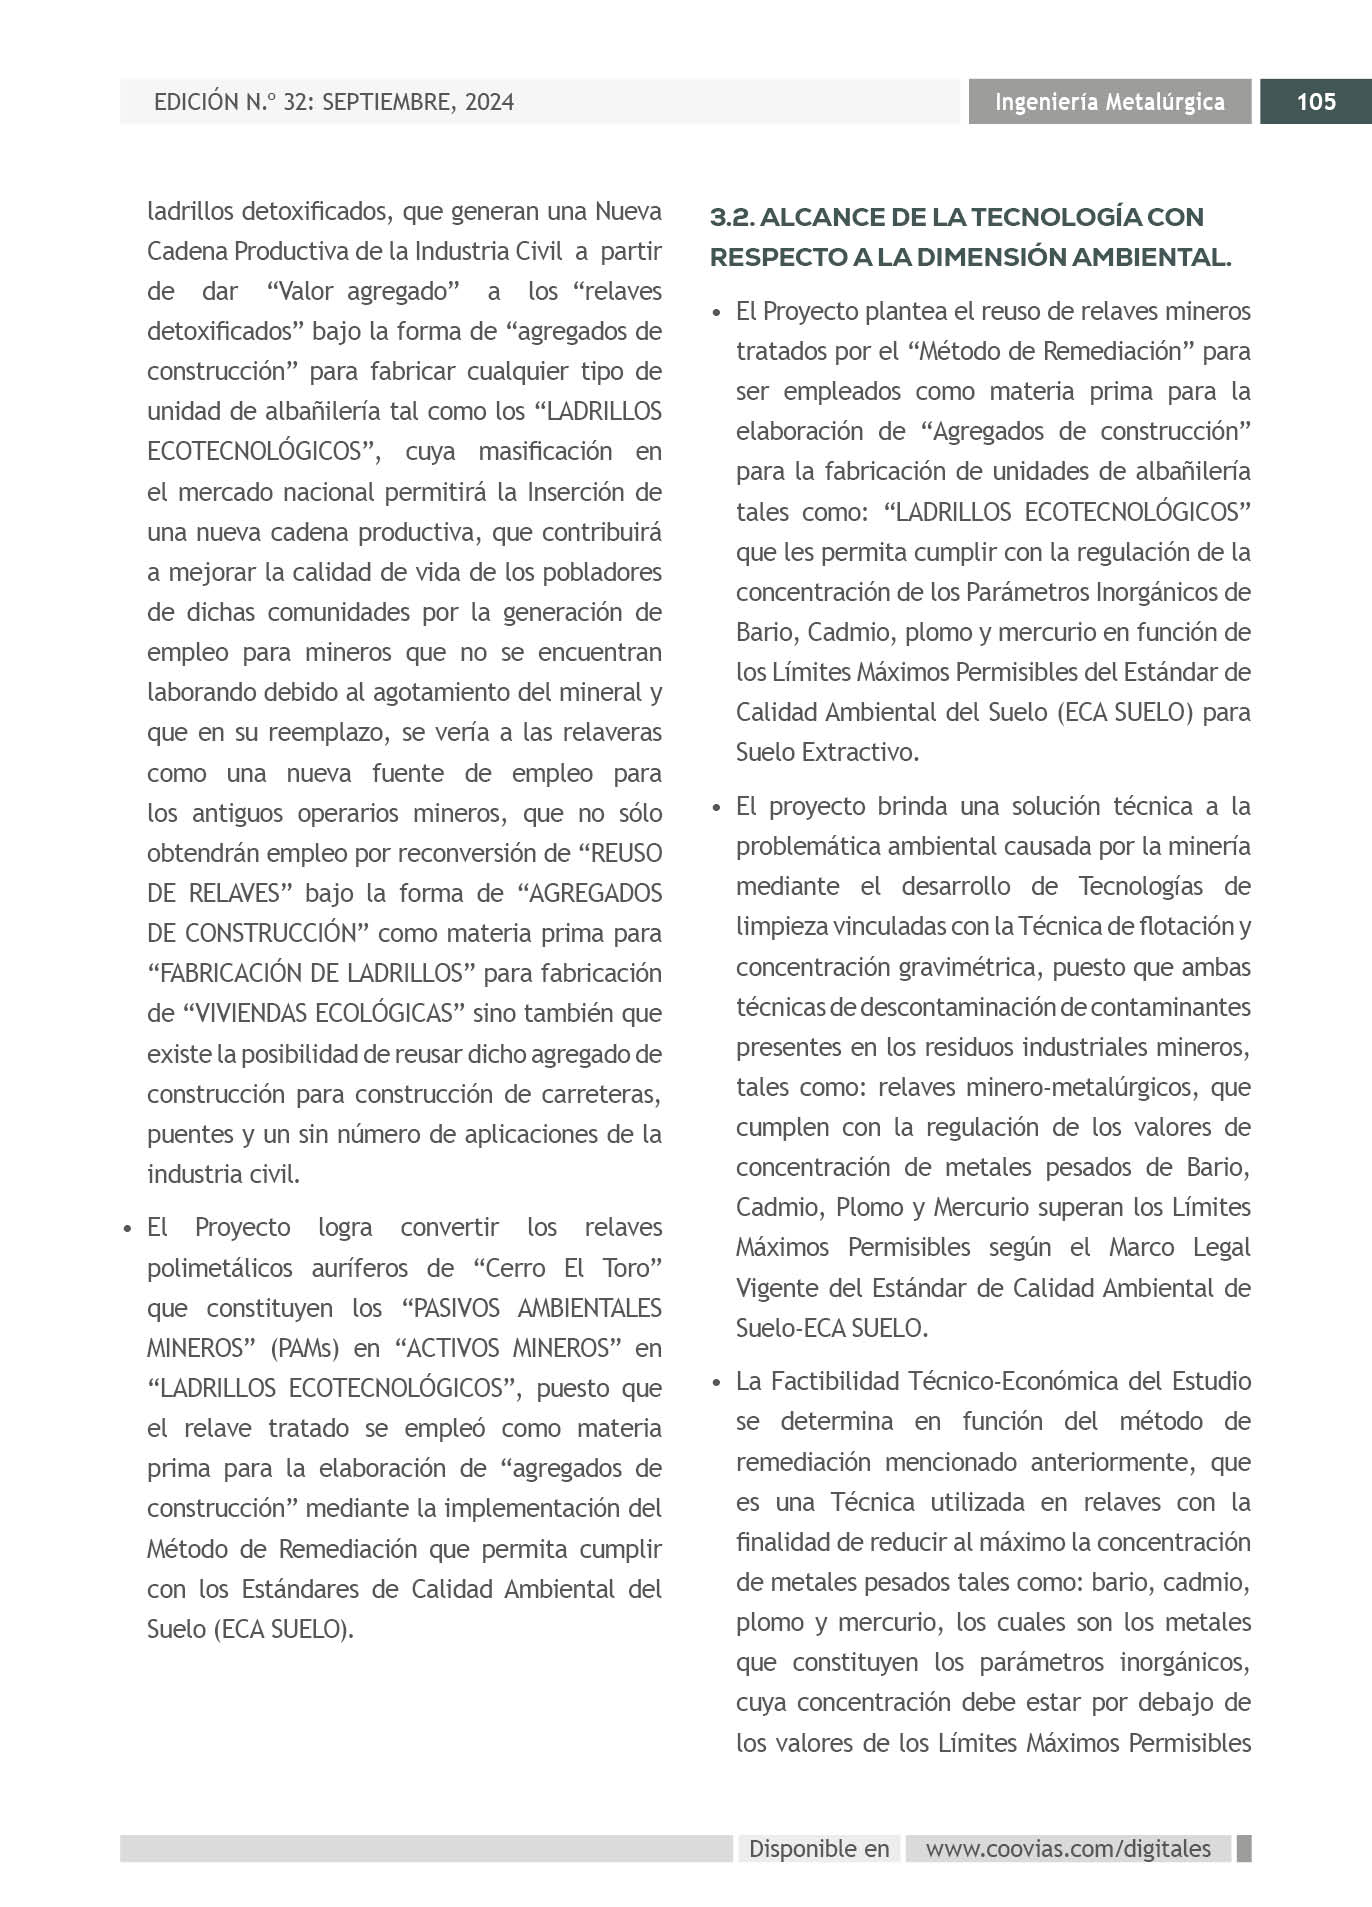 EDICIÓN N.º 32: SEPTIEMBRE, 2024
Ingeniería Metalúrgica
105
ladrillos detoxificados, que generan una Nueva
Cadena Productiva de la Industria Civil a partir
de dar “Valor agregado” a los “relaves
detoxificados” bajo la forma de “agregados de
construcción” para fabricar cualquier tipo de
unidad de albañilería tal como los “LADRILLOS
ECOTECNOLÓGICOS”, cuya masificación en
el mercado nacional permitirá la Inserción de
una nueva cadena productiva, que contribuirá
a mejorar la calidad de vida de los pobladores
de dichas comunidades por la generación de
empleo para mineros que no se encuentran
laborando debido al agotamiento del mineral y
que en su reemplazo, se vería a las relaveras
como una nueva fuente de empleo para
los antiguos operarios mineros, que no sólo
obtendrán empleo por reconversión de “REUSO
DE RELAVES” bajo la forma de “AGREGADOS
DE CONSTRUCCIÓN” como materia prima para
“FABRICACIÓN DE LADRILLOS” para fabricación
de “VIVIENDAS ECOLÓGICAS” sino también que
existe la posibilidad de reusar dicho agregado de
construcción para construcción de carreteras,
puentes y un sin número de aplicaciones de la
industria civil.
• El Proyecto logra convertir los relaves
polimetálicos auríferos de “Cerro El Toro”
que constituyen los “PASIVOS AMBIENTALES
MINEROS” (PAMs) en “ACTIVOS MINEROS” en
“LADRILLOS ECOTECNOLÓGICOS”, puesto que
el relave tratado se empleó como materia
prima para la elaboración de “agregados de
construcción” mediante la implementación del
Método de Remediación que permita cumplir
con los Estándares de Calidad Ambiental del
Suelo (ECA SUELO).
3.2. ALCANCE DE LA TECNOLOGÍA CON
RESPECTO A LA DIMENSIÓN AMBIENTAL.
• El Proyecto plantea el reuso de relaves mineros
tratados por el “Método de Remediación” para
ser empleados como materia prima para la
elaboración de “Agregados de construcción”
para la fabricación de unidades de albañilería
tales como: “LADRILLOS ECOTECNOLÓGICOS”
que les permita cumplir con la regulación de la
concentración de los Parámetros Inorgánicos de
Bario, Cadmio, plomo y mercurio en función de
los Límites Máximos Permisibles del Estándar de
Calidad Ambiental del Suelo (ECA SUELO) para
Suelo Extractivo.
• El proyecto brinda una solución técnica a la
problemática ambiental causada por la minería
mediante el desarrollo de Tecnologías de
limpieza vinculadas con la Técnica de flotación y
concentración gravimétrica, puesto que ambas
técnicas de descontaminación de contaminantes
presentes en los residuos industriales mineros,
tales como: relaves minero-metalúrgicos, que
cumplen con la regulación de los valores de
concentración de metales pesados de Bario,
Cadmio, Plomo y Mercurio superan los Límites
Máximos Permisibles según el Marco Legal
Vigente del Estándar de Calidad Ambiental de
Suelo-ECA SUELO.
• La Factibilidad Técnico-Económica del Estudio
se determina en función del método de
remediación mencionado anteriormente, que
es una Técnica utilizada en relaves con la
finalidad de reducir al máximo la concentración
de metales pesados tales como: bario, cadmio,
plomo y mercurio, los cuales son los metales
que constituyen los parámetros inorgánicos,
cuya concentración debe estar por debajo de
los valores de los Límites Máximos Permisibles
Disponible en
www.coovias.com/digitales